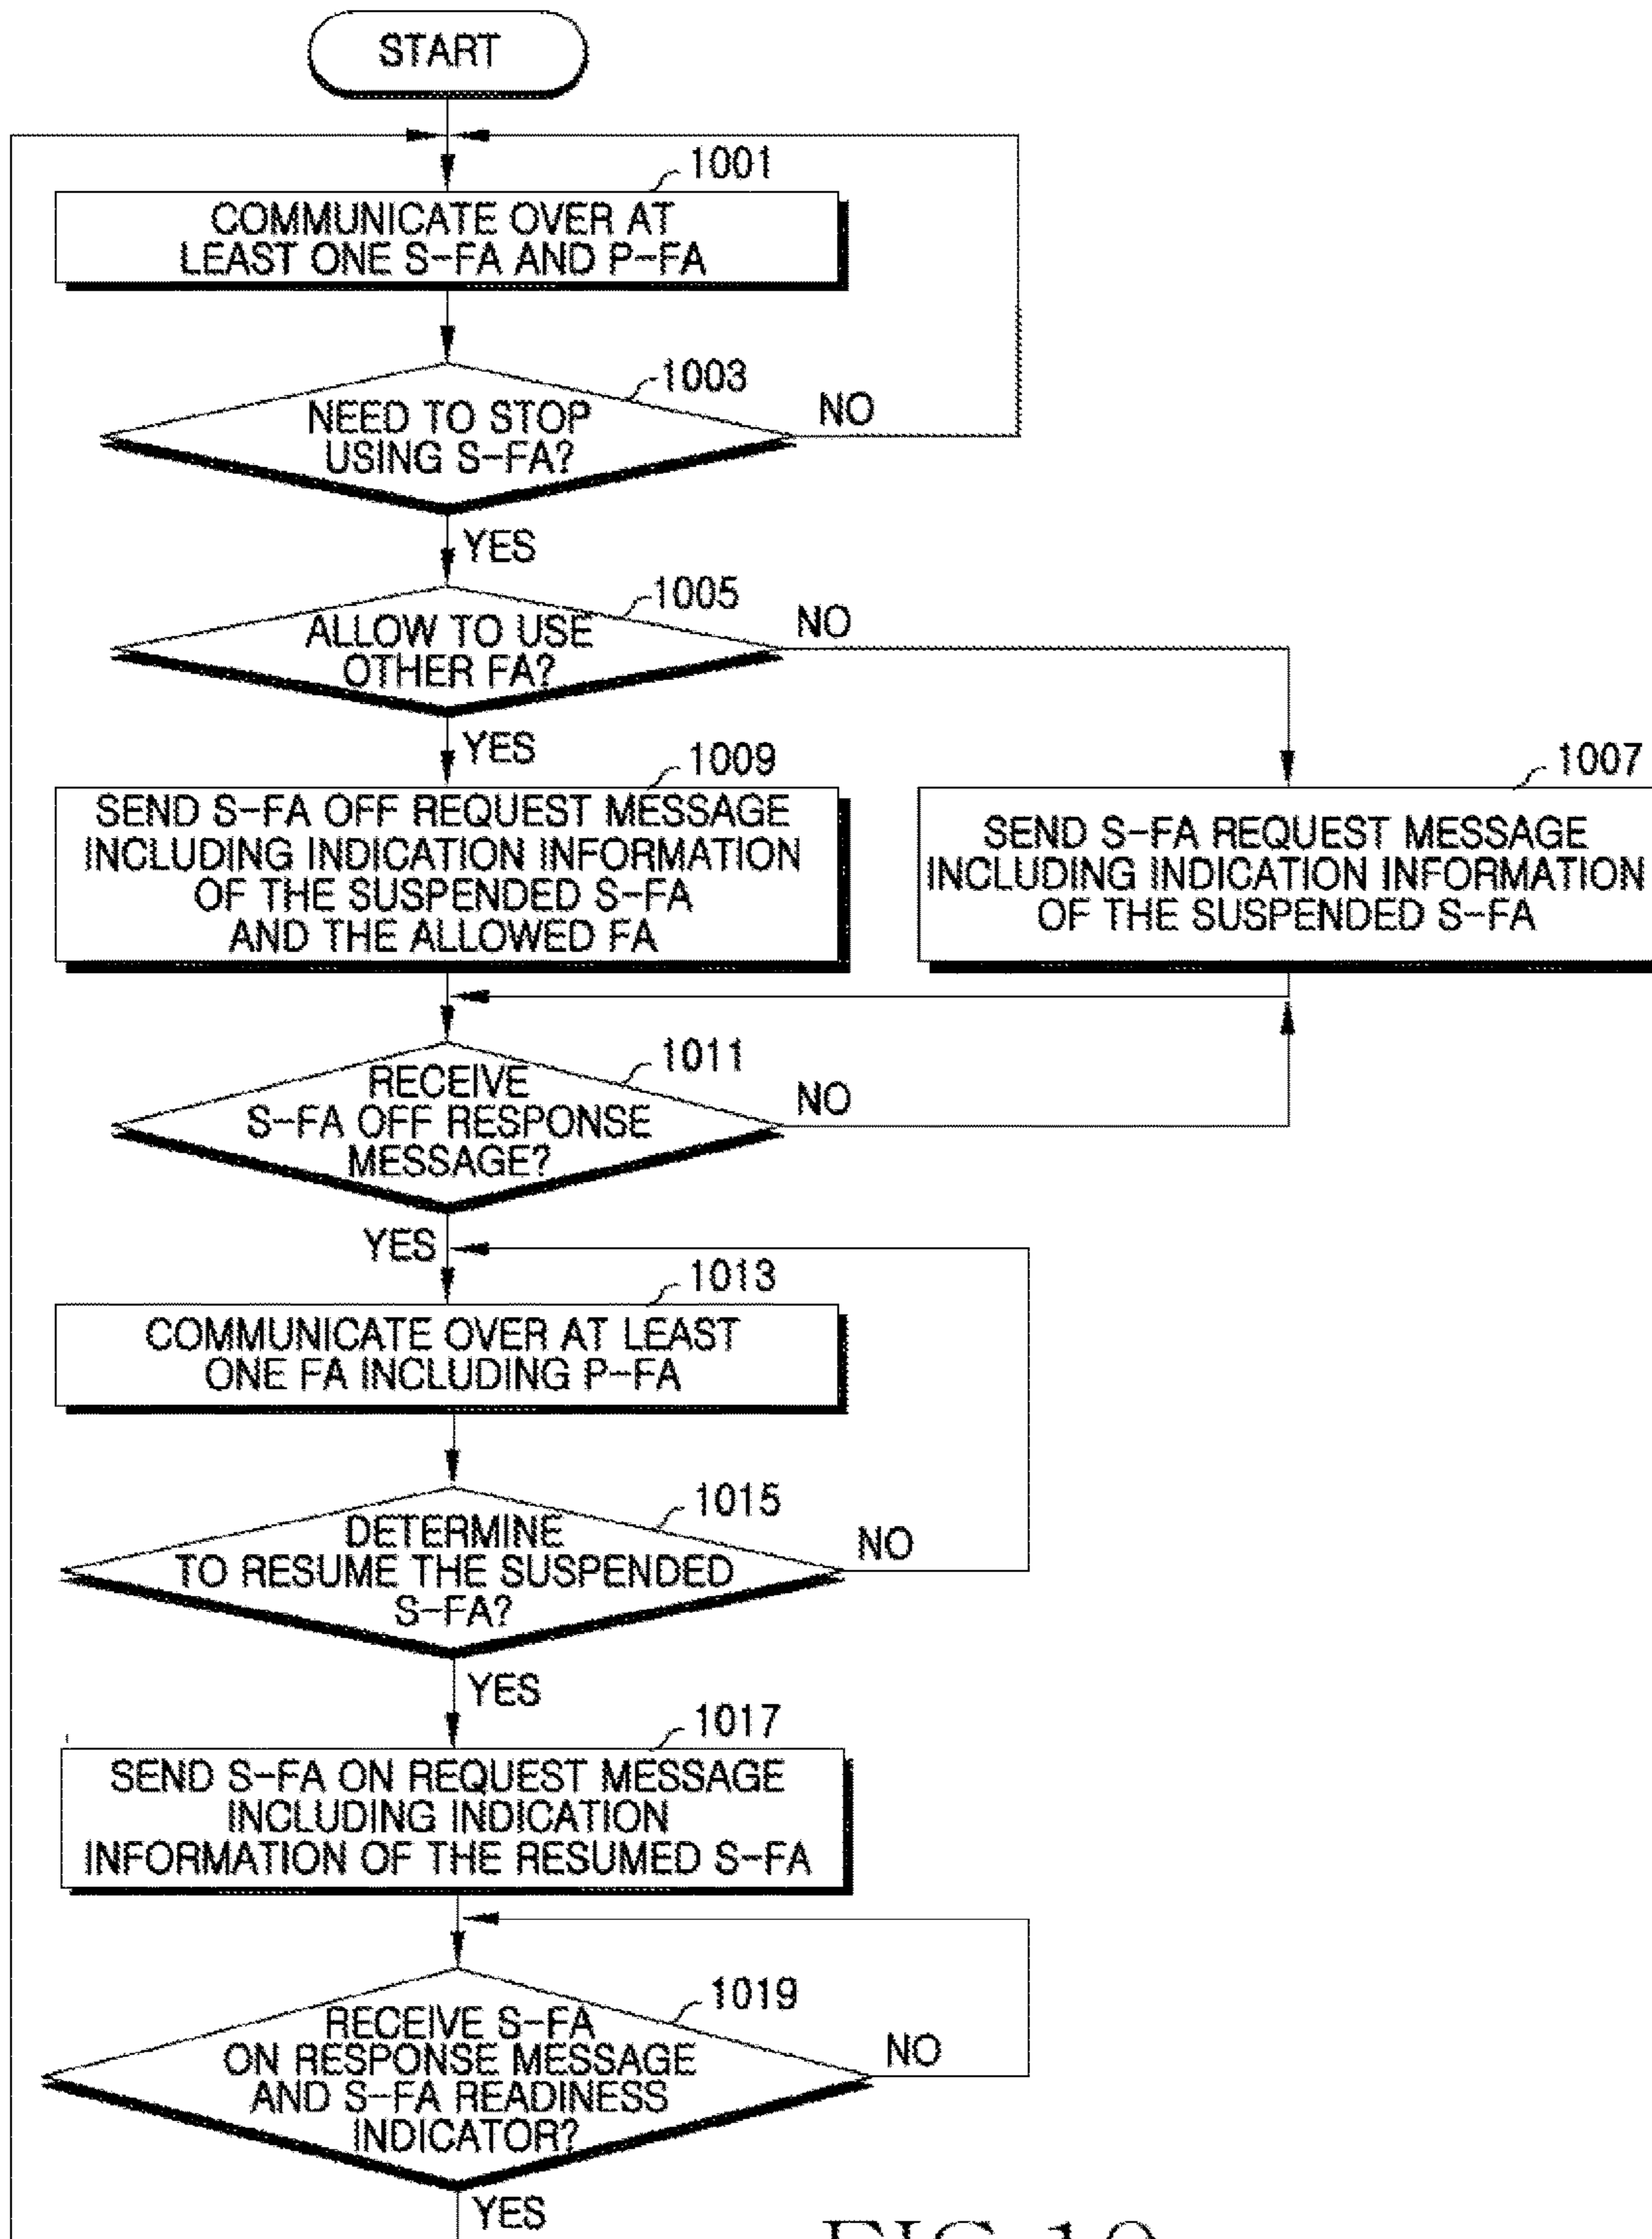 START
1001
COMMUNICATE OVER AT
LEAST ONE S-FA AND P-FA
1003
NEED TO STOP
USING S-FA?
NO
YES
1005
ALLOW TO USE
OTHER FA?
NO
YES
1009
SEND S-FA OFF REQUEST MESSAGE
INCLUDING INDICATION INFORMATION
OF THE SUSPENDED S-FA
AND THE ALLOWED FA
1007
SEND S-FA REQUEST MESSAGE
INCLUDING INDICATION INFORMATION
OF THE SUSPENDED S-FA
1011
RECEIVE
S-FA OFF RESPONSE
MESSAGE?
NO
YES
1013
COMMUNICATE OVER AT LEAST
ONE FA INCLUDING P-FA
1015
DETERMINE
TO RESUME THE SUSPENDED
S-FA?
NO
YES
1017
SEND S-FA ON REQUEST MESSAGE
INCLUDING INDICATION
INFORMATION OF THE RESUMED S-FA
1019
RECEIVE S-FA
ON RESPONSE MESSAGE
AND S-FA READINESS
INDICATOR?
NO
YES